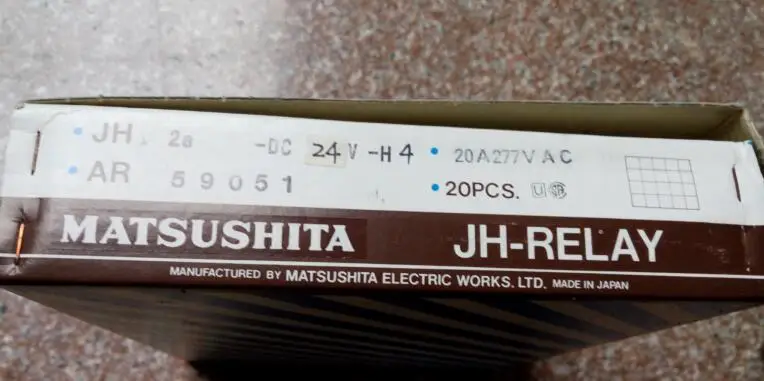 • JH 2a -DC 24V -H4 • 20A277VAC
• AR 59051 • 20PCS. U SA
MATSUSHITA JH-RELAY
MANUFACTURED BY MATSUSHITA ELECTRIC WORKS. LTD. MADE IN JAPAN